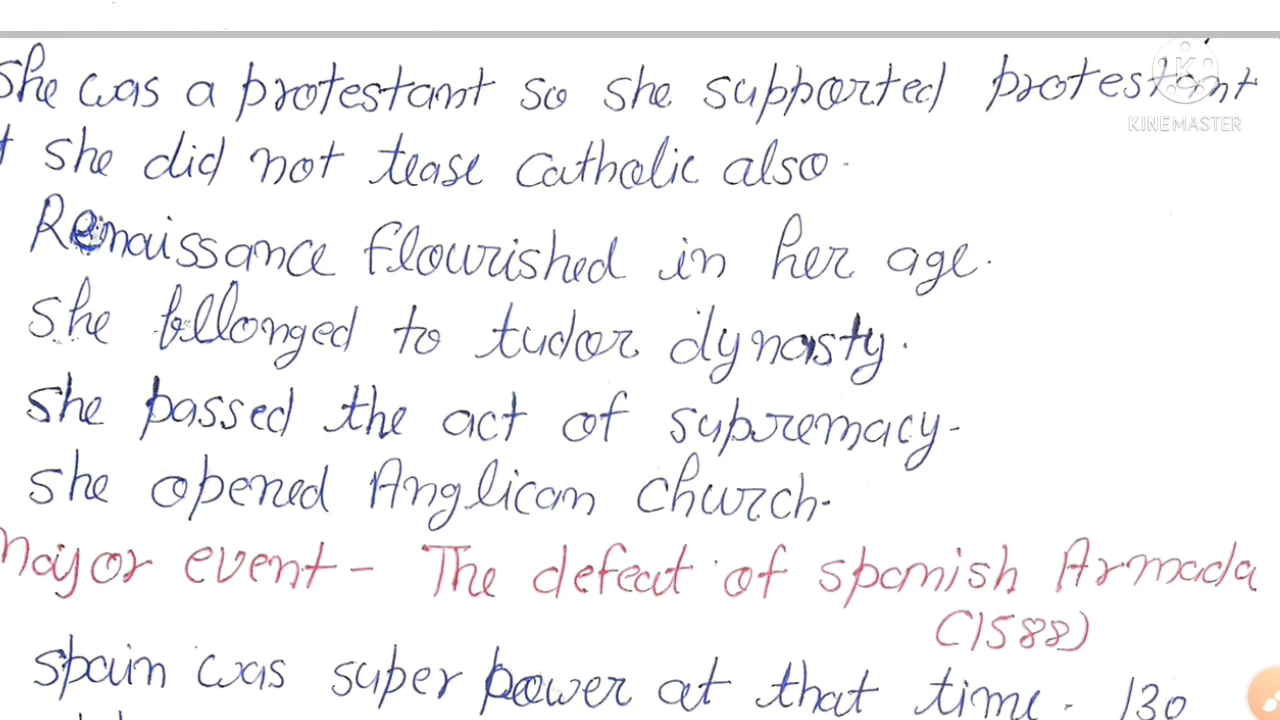 She was a protestant so she supported protestant
she did not tease catholic also.
Renaissance flourished in her age.
she bllonged to tudor dynasty.
she passed the act of supremacy-
she opened Anglican church.
Major event - The defeat of spanish Armada
(1588)
spain was super power at that time. 130
KINEMASTER